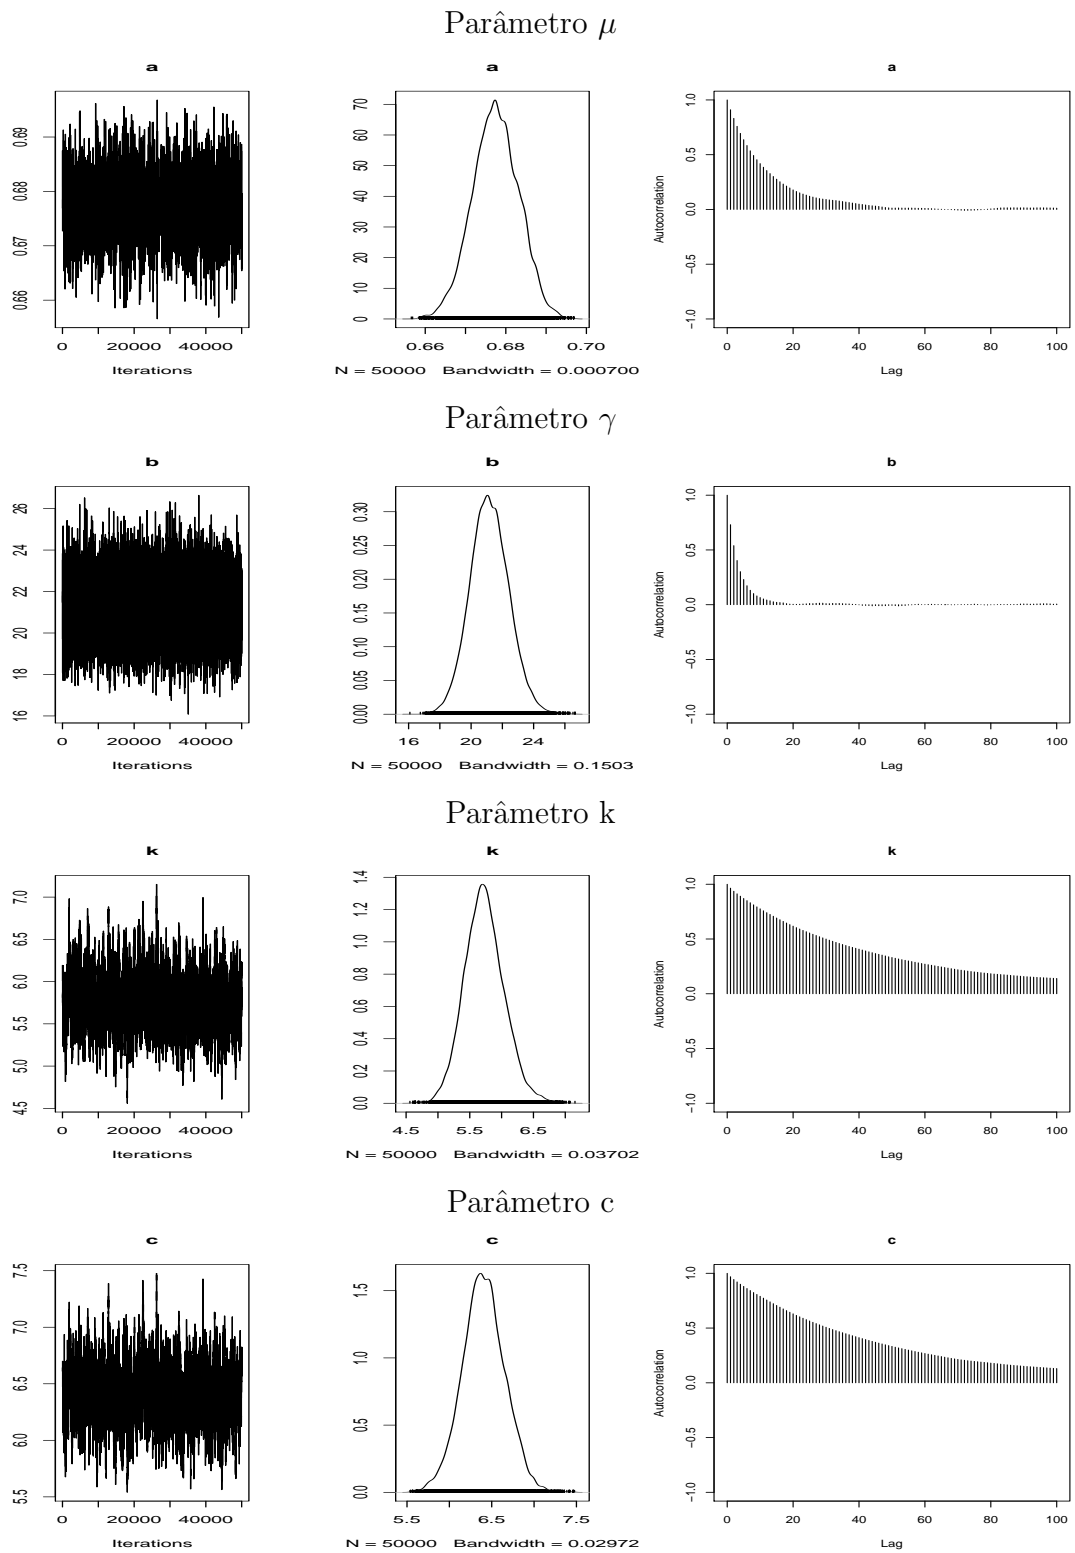 Parâmetro μ
a a a
0.66 0.67 0.68 0.69
0 20000 40000
Iterations
0 10 20 30 40 50 60 70
0.66 0.68 0.70
N = 50000 Bandwidth = 0.000700
Autocorrelation
-1.0 -0.5 0.0 0.5 1.0
0 20 40 60 80 100
Lag
Parâmetro γ
b b b
16 18 20 22 24 26
0 20000 40000
Iterations
0.00 0.05 0.10 0.15 0.20 0.25 0.30
16 20 24
N = 50000 Bandwidth = 0.1503
Autocorrelation
-1.0 -0.5 0.0 0.5 1.0
0 20 40 60 80 100
Lag
Parâmetro k
k k k
4.5 5.0 5.5 6.0 6.5 7.0
0 20000 40000
Iterations
0.0 0.2 0.4 0.6 0.8 1.0 1.2 1.4
4.5 5.5 6.5
N = 50000 Bandwidth = 0.03702
Autocorrelation
-1.0 -0.5 0.0 0.5 1.0
0 20 40 60 80 100
Lag
Parâmetro c
c c c
5.5 6.0 6.5 7.0 7.5
0 20000 40000
Iterations
0.0 0.5 1.0 1.5
5.5 6.5 7.5
N = 50000 Bandwidth = 0.02972
Autocorrelation
-1.0 -0.5 0.0 0.5 1.0
0 20 40 60 80 100
Lag